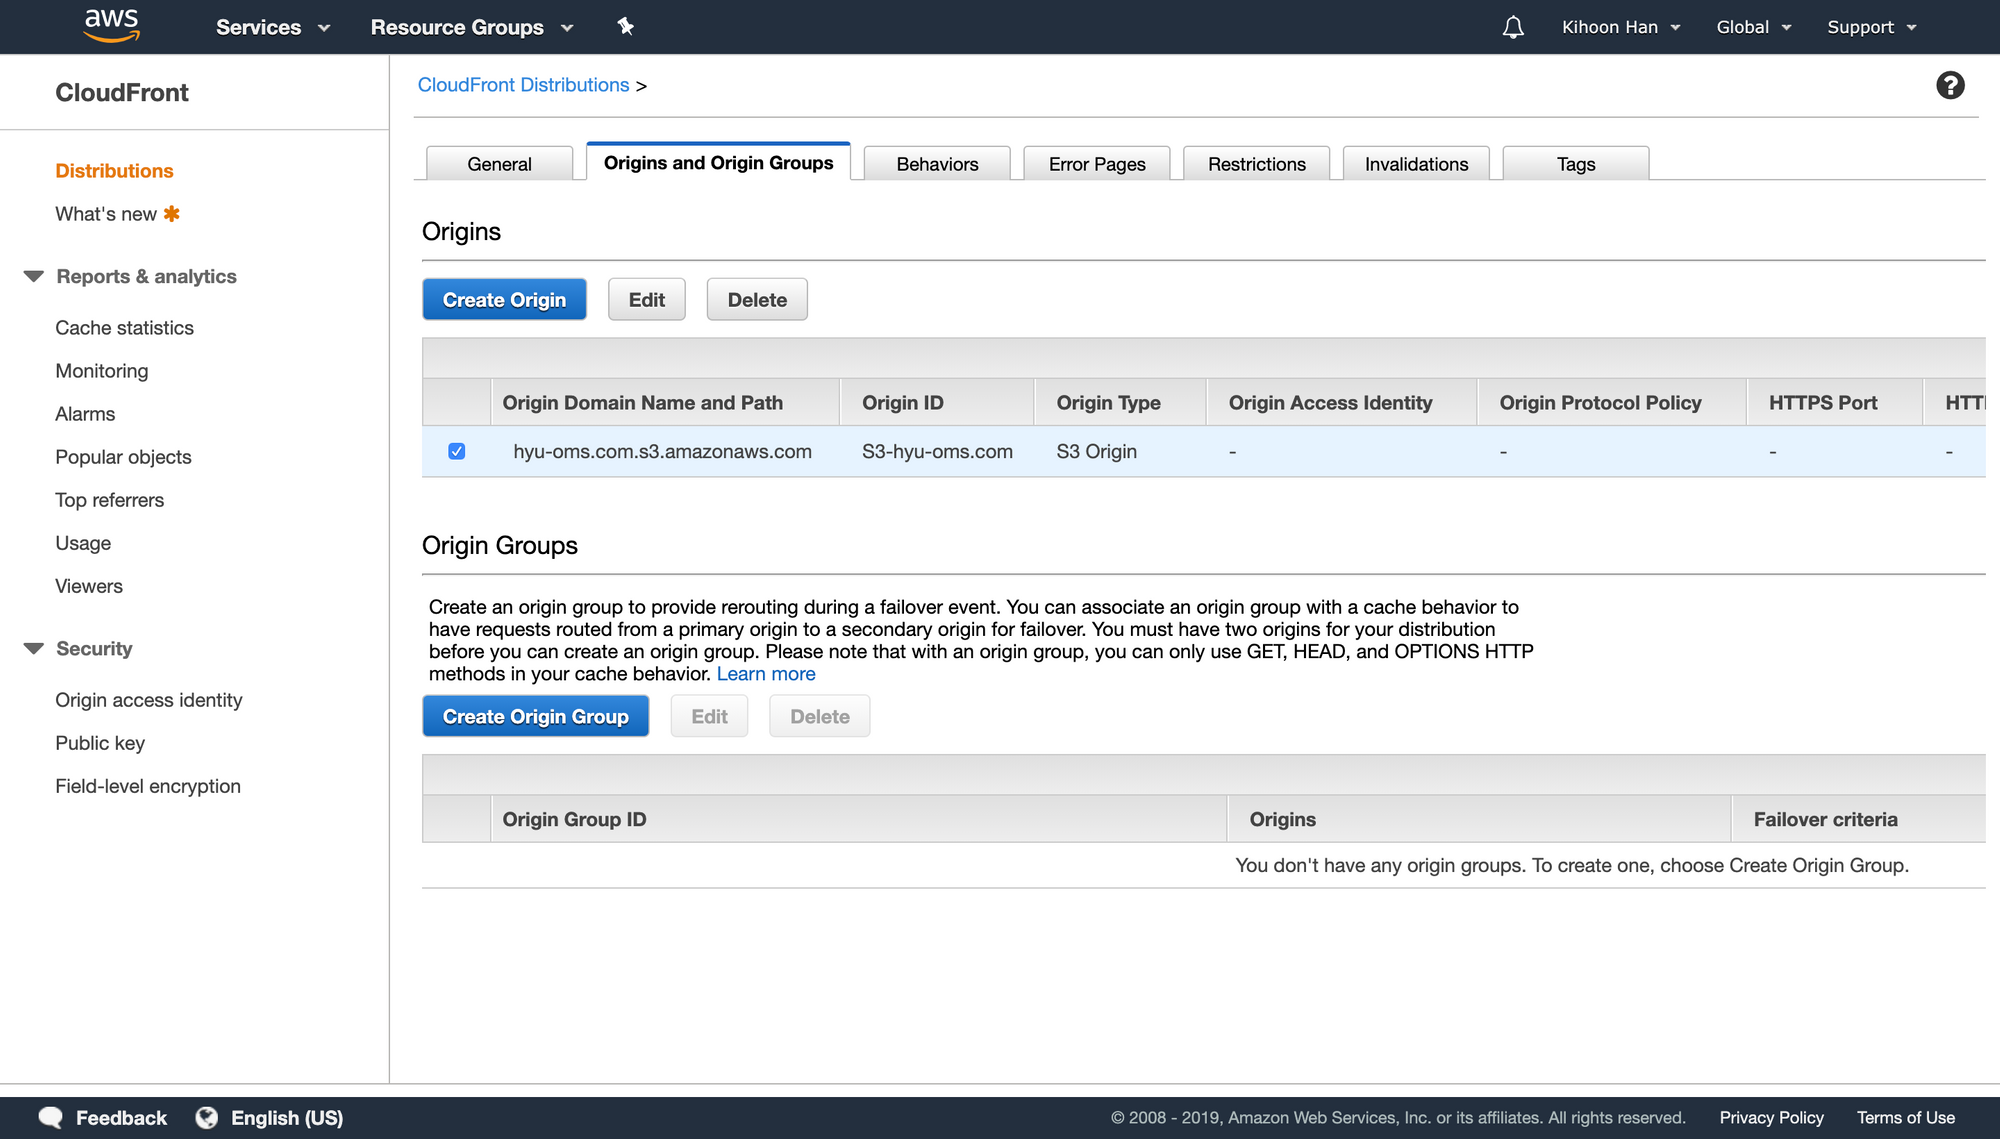 aws
Services
Resource Groups
Kihoon Han
Global
Support
CloudFront
Distributions
What's new
Reports & analytics
Cache statistics
Monitoring
Alarms
Popular objects
Top referrers
Usage
Viewers
Security
Origin access identity
Public key
Field-level encryption
CloudFront Distributions >
?
General
Origins and Origin Groups
Behaviors
Error Pages
Restrictions
Invalidations
Tags
Origins
Create Origin
Edit
Delete
Origin Domain Name and Path
Origin ID
Origin Type
Origin Access Identity
Origin Protocol Policy
HTTPS Port
hyu-oms.com.s3.amazonaws.com
S3-hyu-oms.com
S3 Origin
-
-
-
-
Origin Groups
Create an origin group to provide rerouting during a failover event. You can associate an origin group with a cache behavior to
have requests routed from a primary origin to a secondary origin for failover. You must have two origins for your distribution
before you can create an origin group. Please note that with an origin group, you can only use GET, HEAD, and OPTIONS HTTP
methods in your cache behavior. Learn more
Create Origin Group
Edit
Delete
Origin Group ID
Origins
Failover criteria
You don't have any origin groups. To create one, choose Create Origin Group.
Feedback
English (US)
© 2008 - 2019, Amazon Web Services, Inc. or its affiliates. All rights reserved.
Privacy Policy
Terms of Use